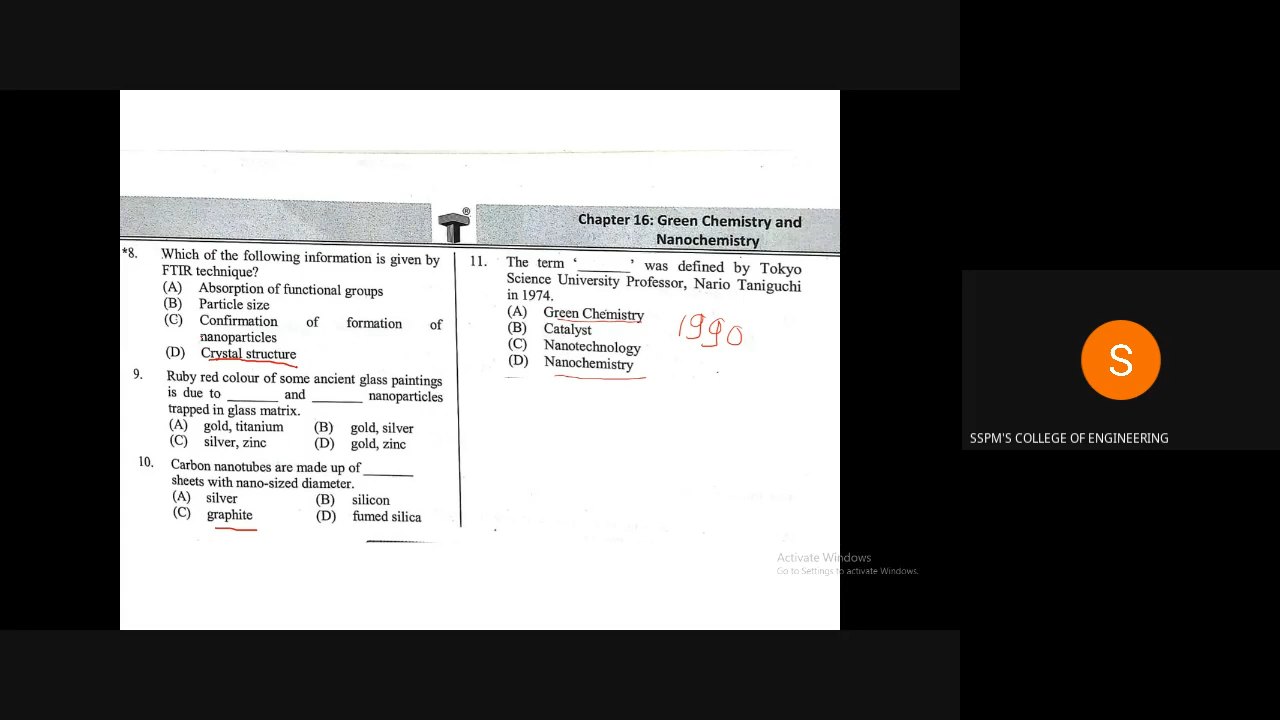 Chapter 16: Green Chemistry and
Nanochemistry
*8. Which of the following information is given by
FTIR technique?
(A) Absorption of functional groups
(B) Particle size
(C) Confirmation of formation of
nanoparticles
(D) Crystal structure
9. Ruby red colour of some ancient glass paintings
is due to ________ and ________ nanoparticles
trapped in glass matrix.
(A) gold, titanium (B) gold, silver
(C) silver, zinc (D) gold, zinc
10. Carbon nanotubes are made up of ________
sheets with nano-sized diameter.
(A) silver (B) silicon
(C) graphite (D) fumed silica
11. The term ‘________’ was defined by Tokyo
Science University Professor, Nario Taniguchi
in 1974.
(A) Green Chemistry
(B) Catalyst
(C) Nanotechnology
(D) Nanochemistry
1990
Activate Windows
Go to Settings to activate Windows.
S
SSPM'S COLLEGE OF ENGINEERING